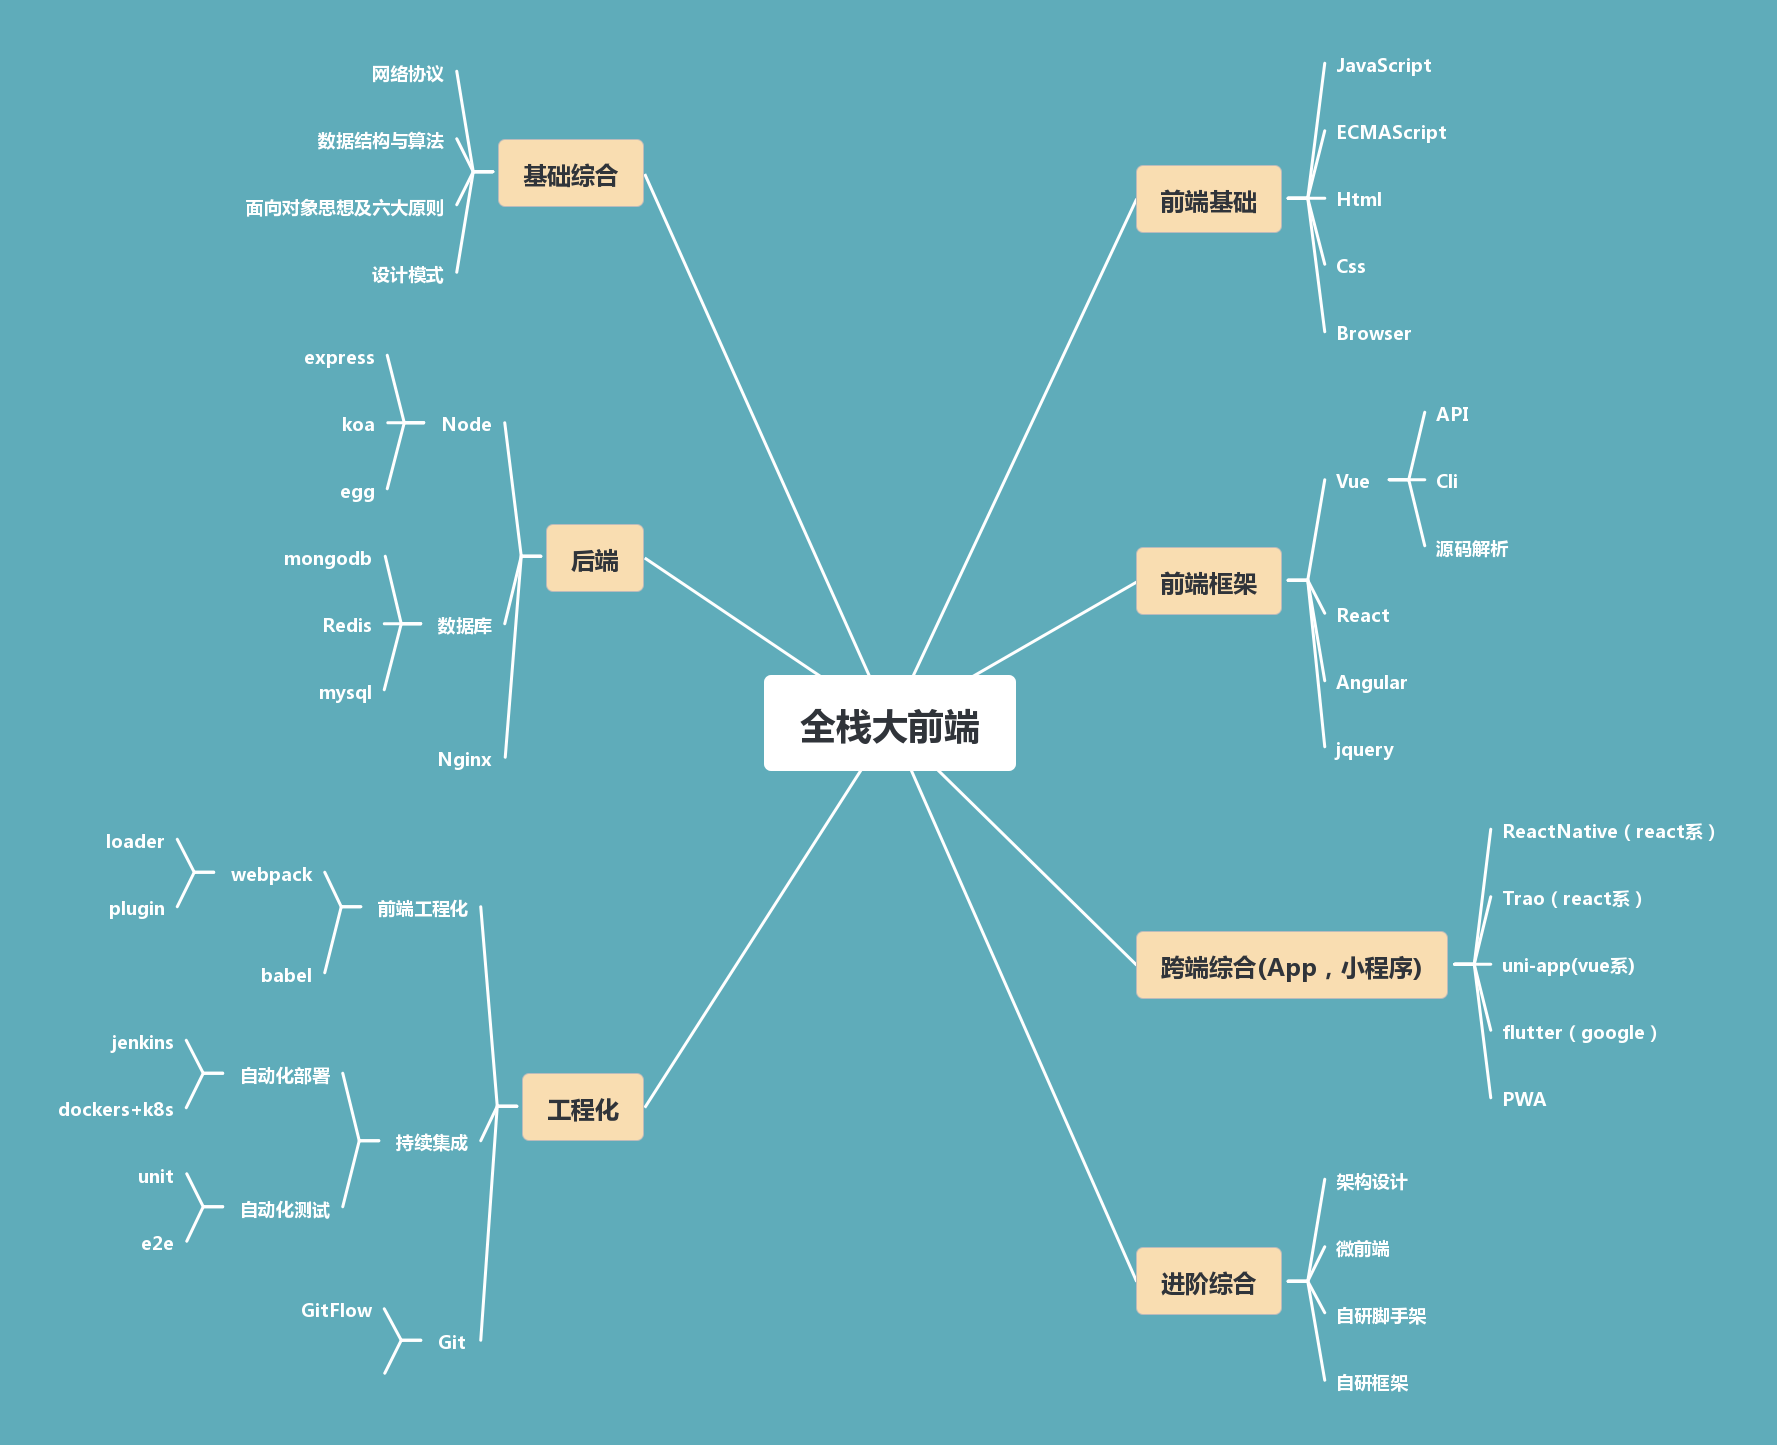 全栈大前端
基础综合
网络协议
数据结构与算法
面向对象思想及六大原则
设计模式
后端
Node
express
koa
egg
数据库
mongodb
Redis
mysql
Nginx
工程化
前端工程化
webpack
loader
plugin
babel
持续集成
自动化部署
jenkins
dockers+k8s
自动化测试
unit
e2e
Git
GitFlow
前端基础
JavaScript
ECMAScript
Html
Css
Browser
前端框架
Vue
API
Cli
源码解析
React
Angular
jquery
跨端综合(App，小程序)
ReactNative（react系）
Trao（react系）
uni-app(vue系)
flutter（google）
PWA
进阶综合
架构设计
微前端
自研脚手架
自研框架